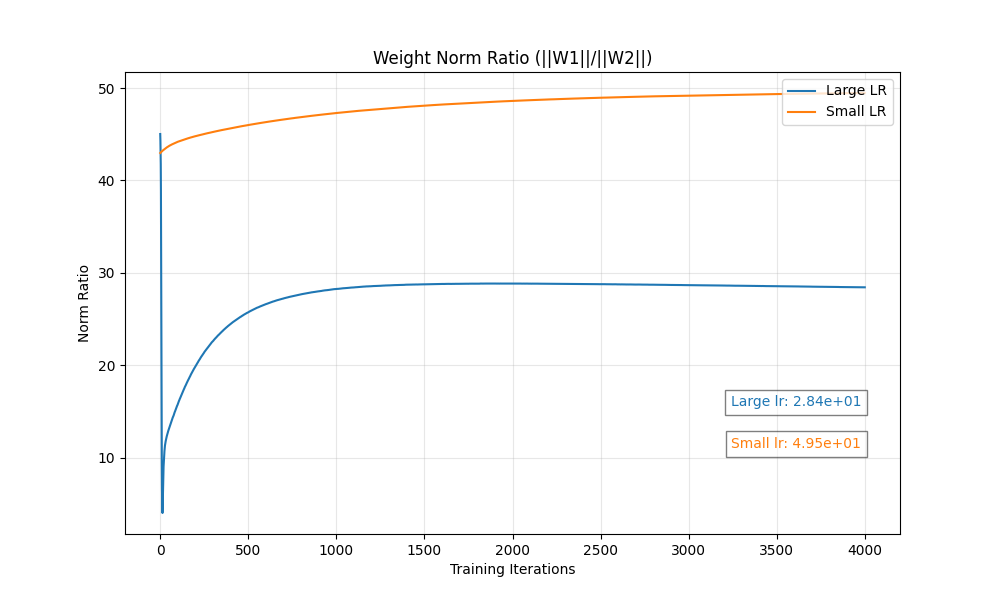 Weight Norm Ratio (||W1||/||W2||)
Large LR
Small LR
50
40
30
20
10
Norm Ratio
Large lr: 2.84e+01
Small lr: 4.95e+01
0 500 1000 1500 2000 2500 3000 3500 4000
Training Iterations